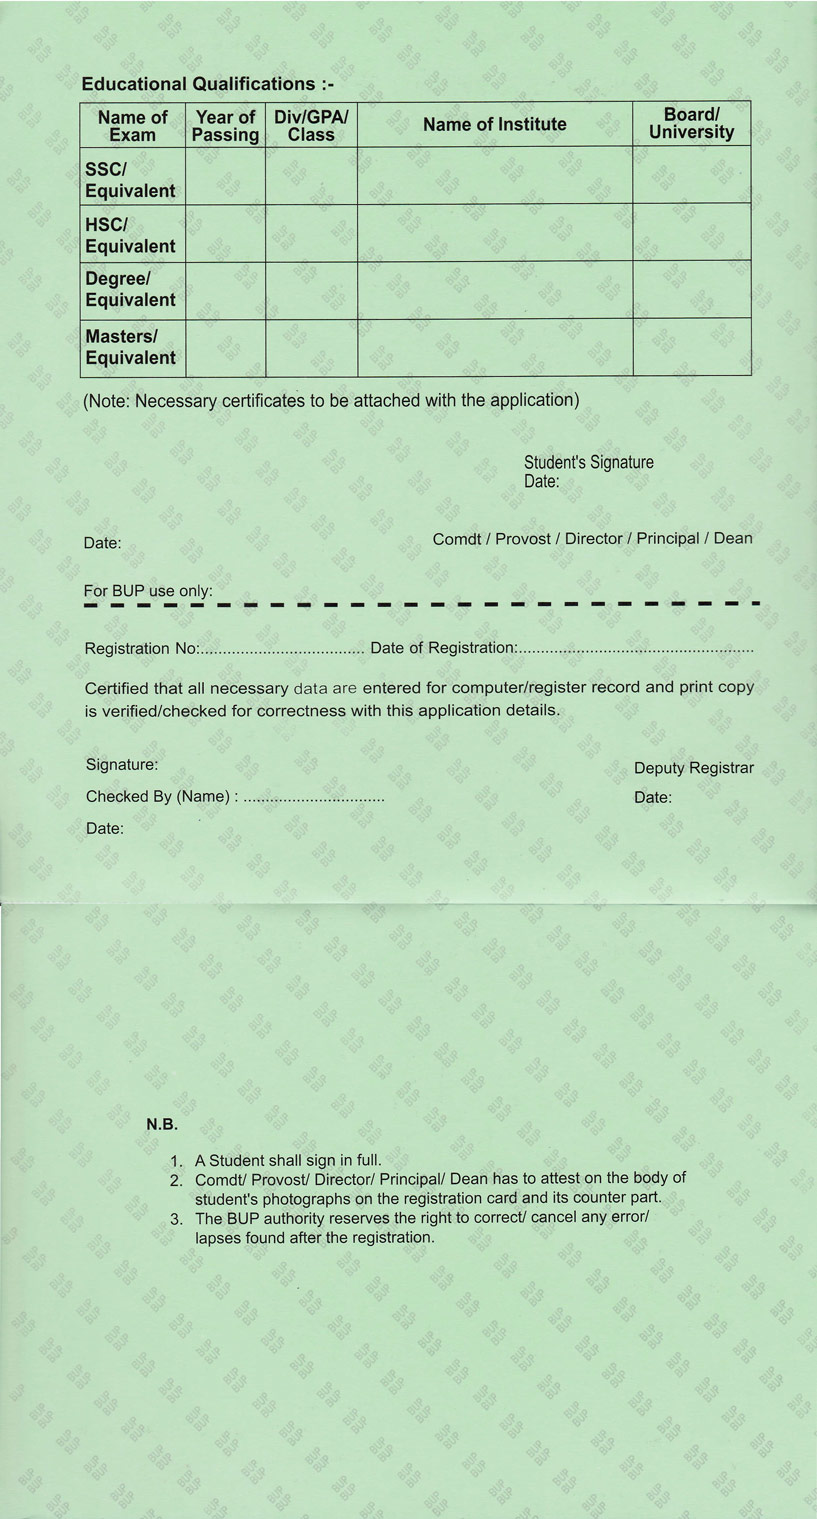 Educational Qualifications :-
Name of Exam | Year of Passing | Div/GPA/ Class | Name of Institute | Board/ University
SSC/
Equivalent
HSC/
Equivalent
Degree/
Equivalent
Masters/
Equivalent
(Note: Necessary certificates to be attached with the application)
Student's Signature
Date:
Date: Comdt / Provost / Director / Principal / Dean
For BUP use only:
Registration No:..................................... Date of Registration:.....................................................
Certified that all necessary data are entered for computer/register record and print copy
is verified/checked for correctness with this application details.
Signature: Deputy Registrar
Checked By (Name) : ................................ Date:
Date:
N.B.
1. A Student shall sign in full.
2. Comdt/ Provost/ Director/ Principal/ Dean has to attest on the body of
student's photographs on the registration card and its counter part.
3. The BUP authority reserves the right to correct/ cancel any error/
lapses found after the registration.